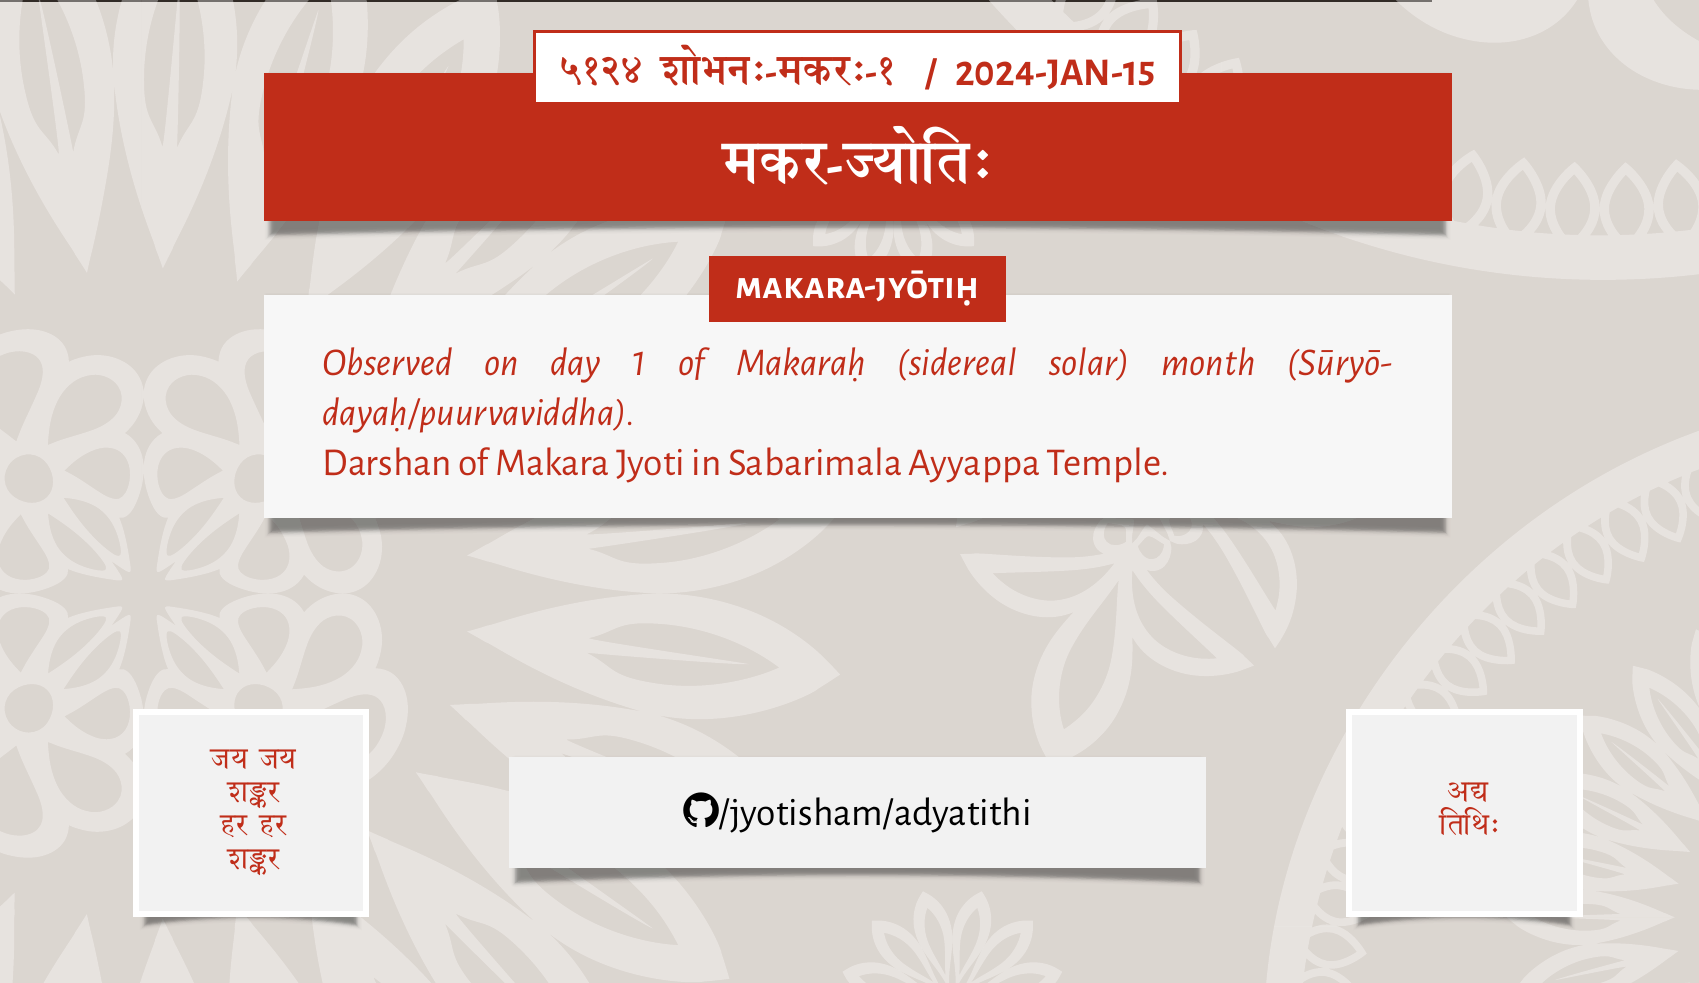 ५१२४ शोभनः-मकरः-१ / 2024-JAN-15
मकर-ज्योतिः
MAKARA-JYŌTIḤ
Observed on day 1 of Makaraḥ (sidereal solar) month (Sūryō-
dayaḥ/puurvaviddha).
Darshan of Makara Jyoti in Sabarimala Ayyappa Temple.
जय जय
शङ्कर
हर हर
शङ्कर
/jyotisham/adyatithi
अद्य
तिथिः